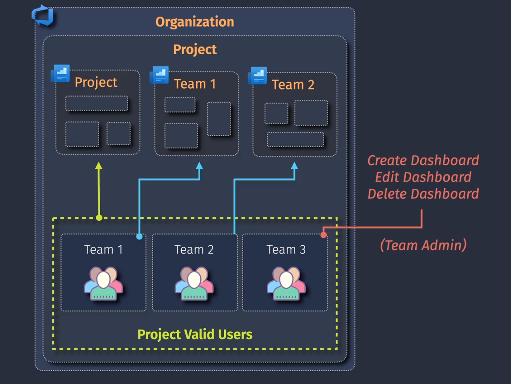 Organization
Project
Project
Team 1
Team 2
Create Dashboard
Edit Dashboard
Delete Dashboard
(Team Admin)
Team 1
Team 2
Team 3
Project Valid Users